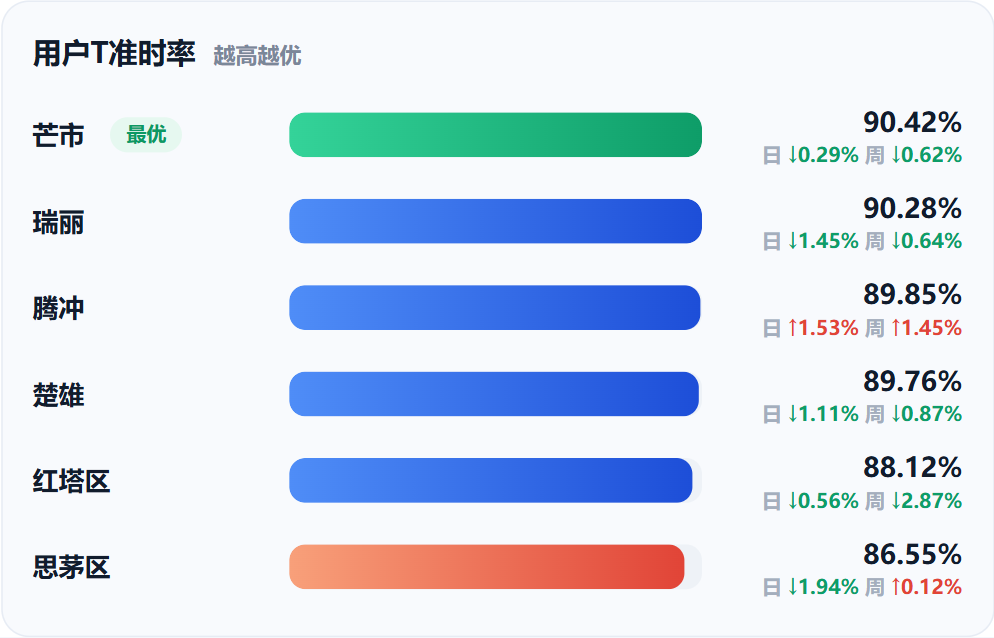 用户T准时率 越高越优
芒市 最优 90.42%
日 ↓0.29% 周 ↓0.62%
瑞丽 90.28%
日 ↓1.45% 周 ↓0.64%
腾冲 89.85%
日 ↑1.53% 周 ↑1.45%
楚雄 89.76%
日 ↓1.11% 周 ↓0.87%
红塔区 88.12%
日 ↓0.56% 周 ↓2.87%
思茅区 86.55%
日 ↓1.94% 周 ↑0.12%